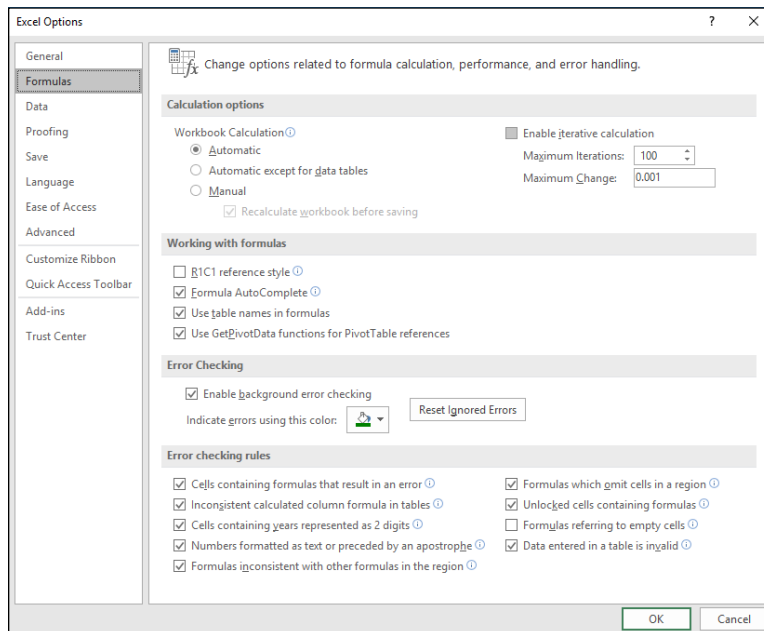 Excel Options
?
General
Formulas
Data
Proofing
Save
Language
Ease of Access
Advanced
Customize Ribbon
Quick Access Toolbar
Add-ins
Trust Center
fx
Change options related to formula calculation, performance, and error handling.
Calculation options
Workbook Calculation
Automatic
Automatic except for data tables
Manual
Recalculate workbook before saving
Enable iterative calculation
Maximum Iterations: 100
Maximum Change: 0.001
Working with formulas
R1C1 reference style
Formula AutoComplete
Use table names in formulas
Use GetPivotData functions for PivotTable references
Error Checking
Enable background error checking
Indicate errors using this color:
Reset Ignored Errors
Error checking rules
Cells containing formulas that result in an error
Inconsistent calculated column formula in tables
Cells containing years represented as 2 digits
Numbers formatted as text or preceded by an apostrophe
Formulas inconsistent with other formulas in the region
Formulas which omit cells in a region
Unlocked cells containing formulas
Formulas referring to empty cells
Data entered in a table is invalid
OK
Cancel